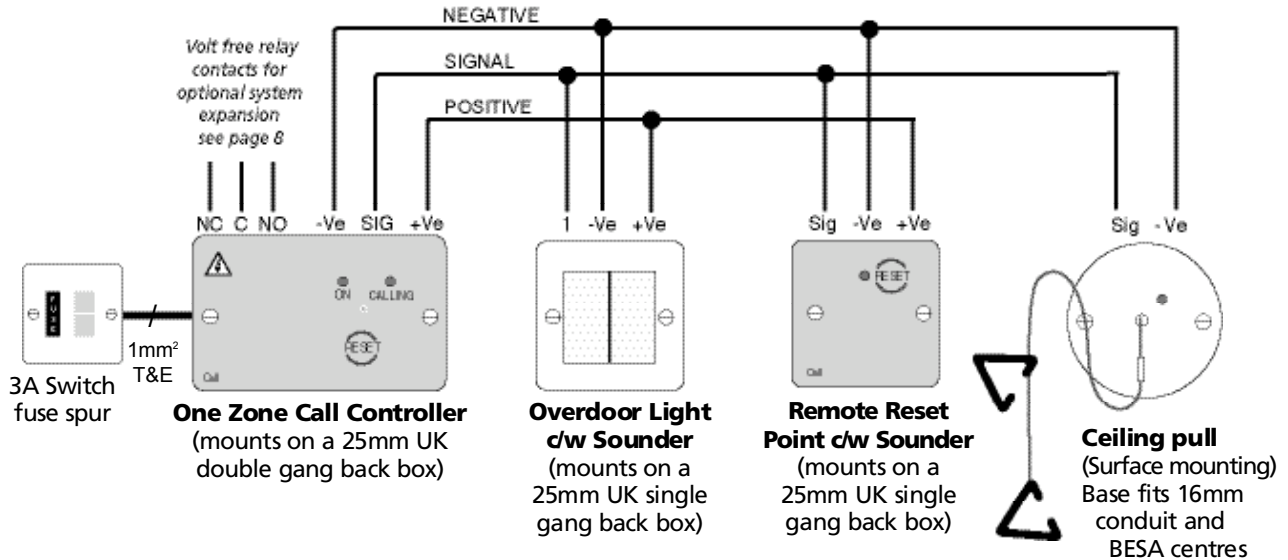 NEGATIVE
Volt free relay
contacts for
optional system
expansion
see page 8
SIGNAL
POSITIVE
NC C NO -Ve SIG +Ve
1 -Ve +Ve
Sig -Ve +Ve
Sig -Ve
ON CALLING
RESET
Call
RESET
Call
FUSE
1mm²
T&E
3A Switch
fuse spur
One Zone Call Controller
(mounts on a 25mm UK
double gang back box)
Overdoor Light
c/w Sounder
(mounts on a
25mm UK single
gang back box)
Remote Reset
Point c/w Sounder
(mounts on a
25mm UK single
gang back box)
Ceiling pull
(Surface mounting)
Base fits 16mm
conduit and
BESA centres